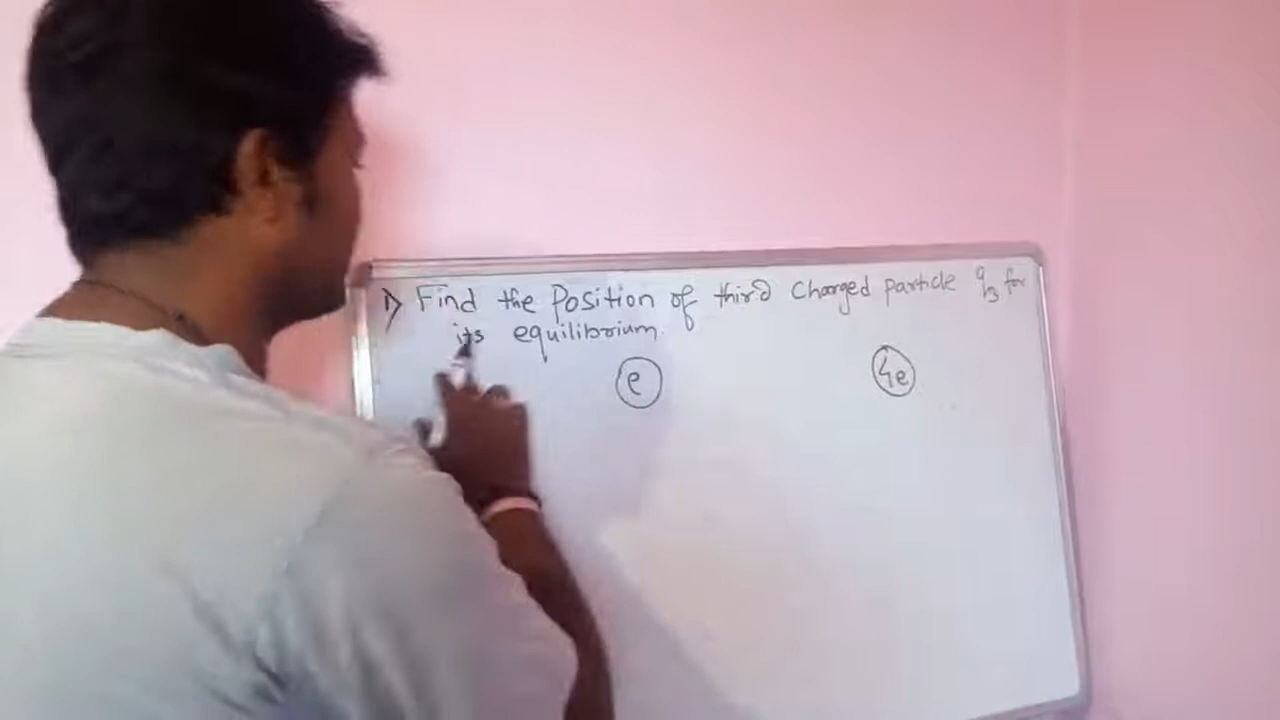 1> Find the Position of third charged particle q3 for
its equilibrium.
e 4e